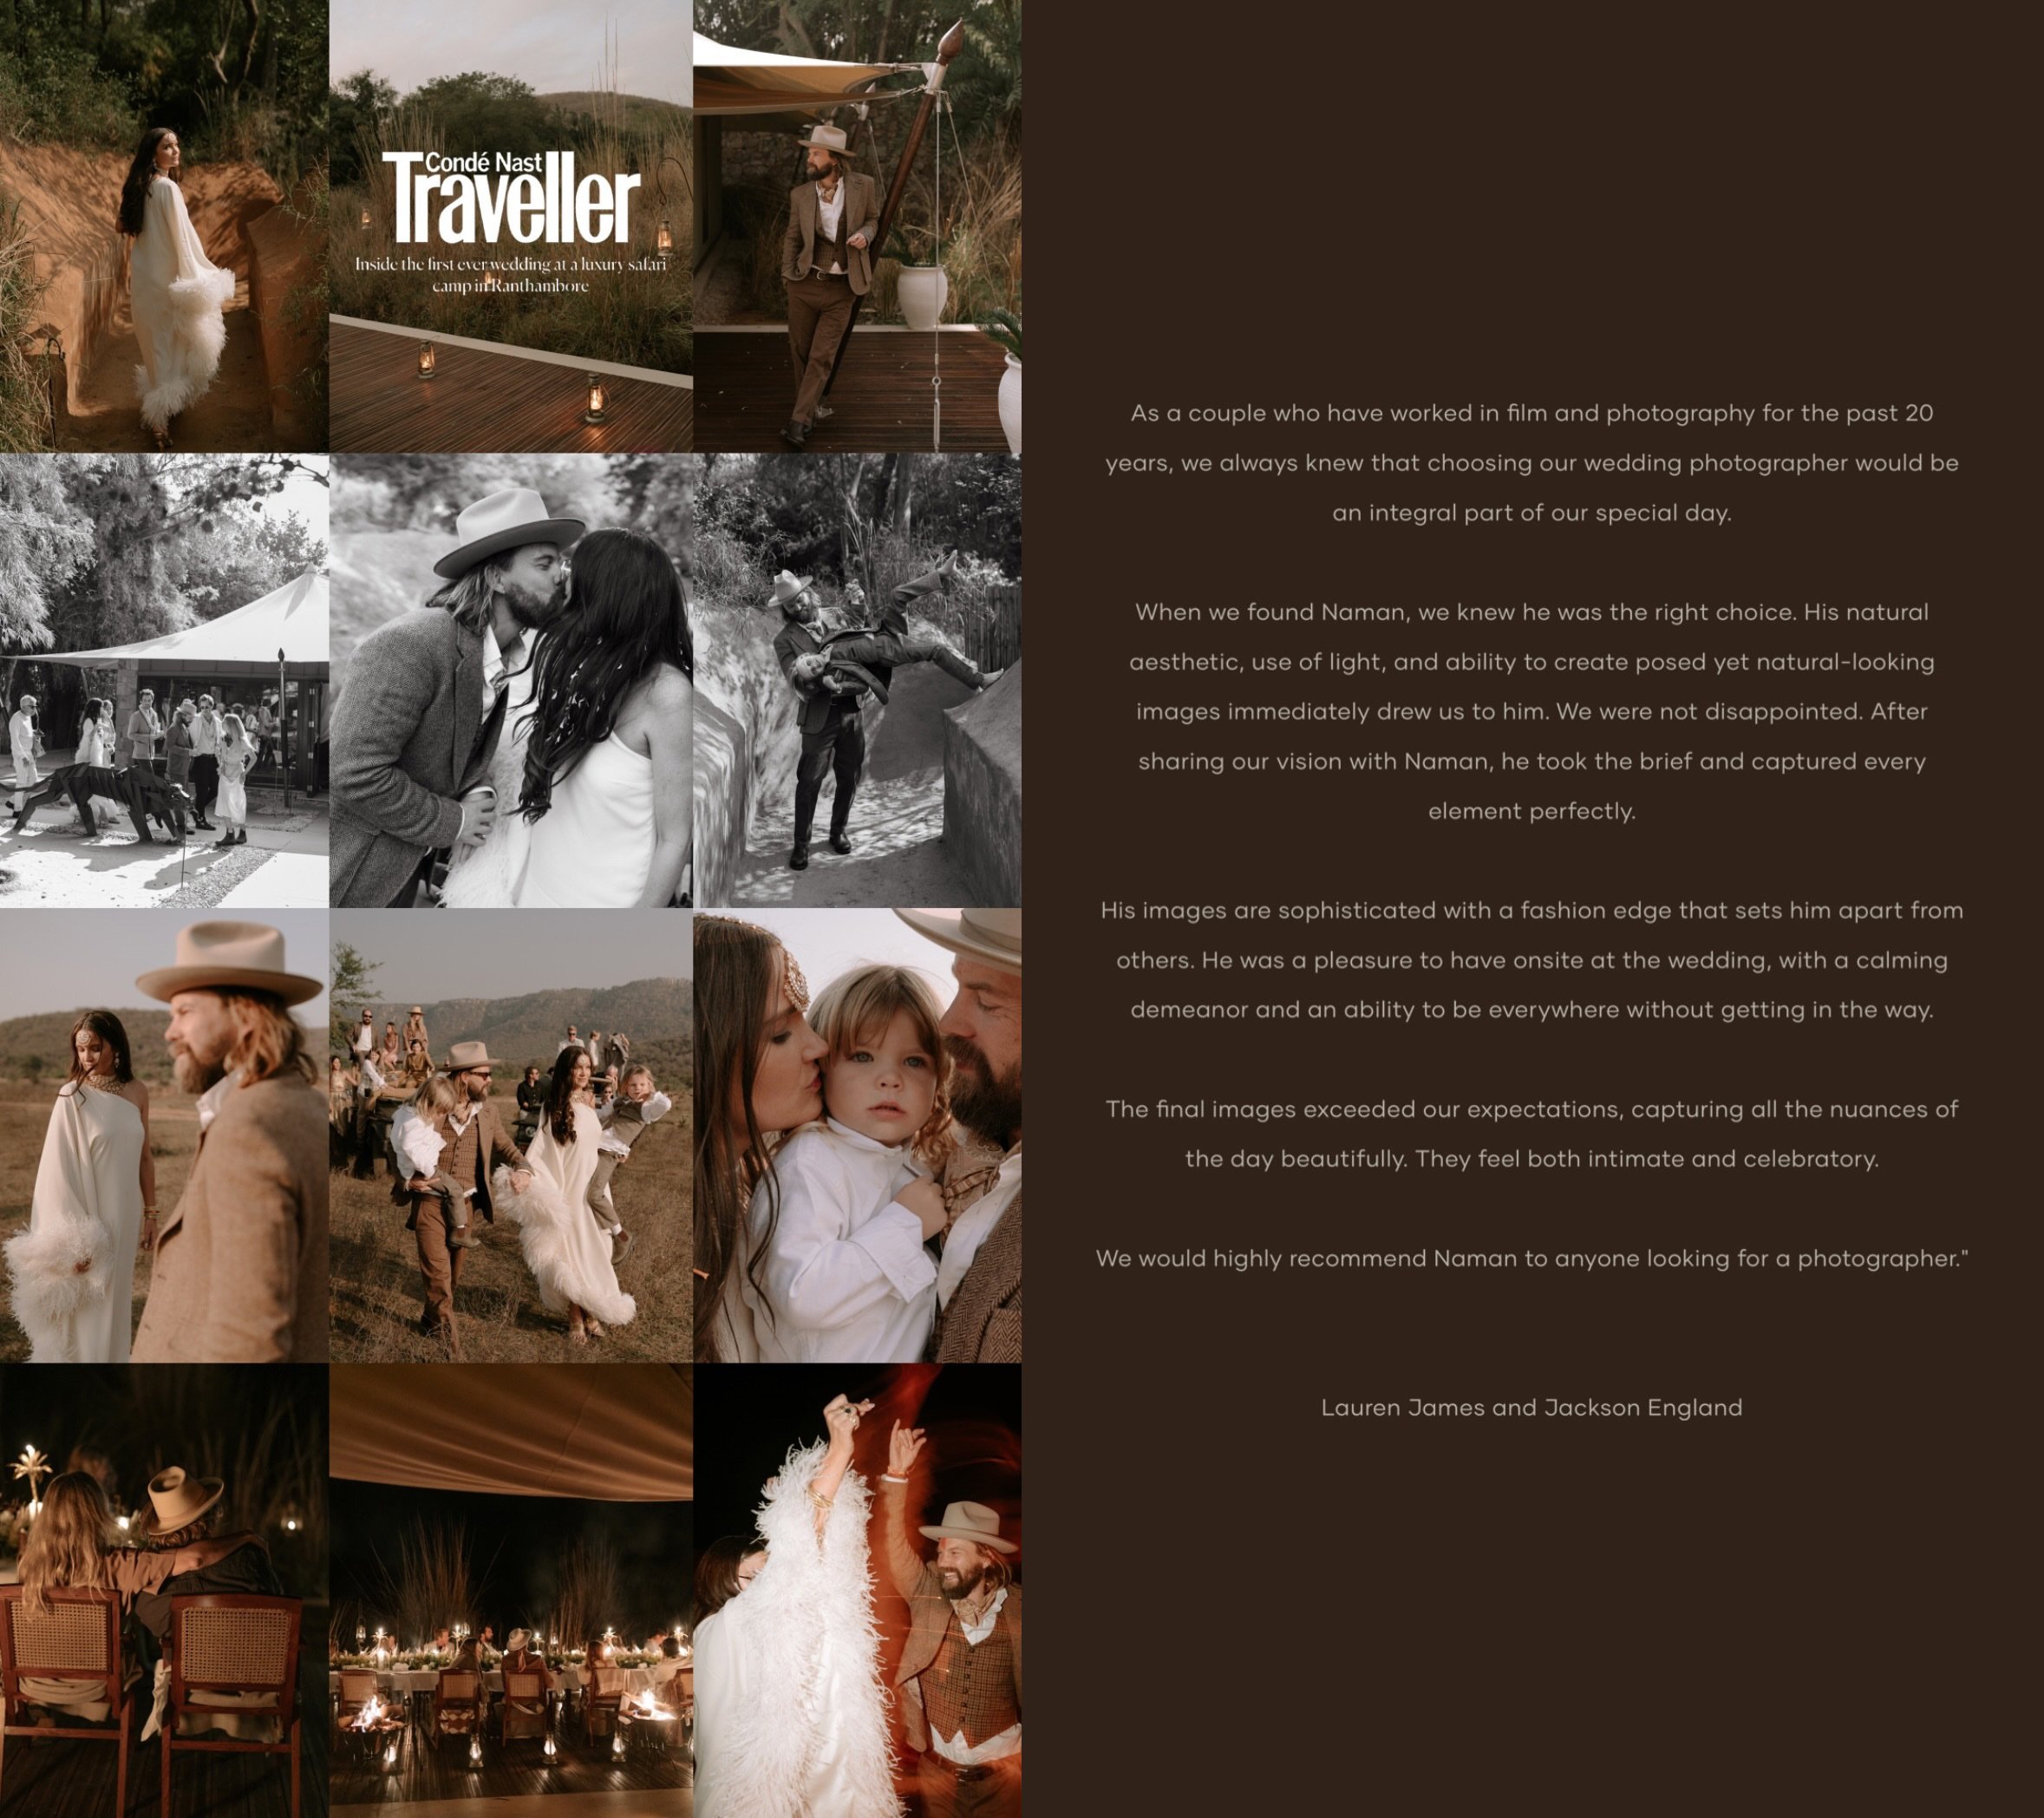 Condé Nast
Traveller
Inside the first ever wedding at a luxury safari
camp in Ranthambore
As a couple who have worked in film and photography for the past 20
years, we always knew that choosing our wedding photographer would be
an integral part of our special day.
When we found Naman, we knew he was the right choice. His natural
aesthetic, use of light, and ability to create posed yet natural-looking
images immediately drew us to him. We were not disappointed. After
sharing our vision with Naman, he took the brief and captured every
element perfectly.
His images are sophisticated with a fashion edge that sets him apart from
others. He was a pleasure to have onsite at the wedding, with a calming
demeanor and an ability to be everywhere without getting in the way.
The final images exceeded our expectations, capturing all the nuances of
the day beautifully. They feel both intimate and celebratory.
We would highly recommend Naman to anyone looking for a photographer."
Lauren James and Jackson England